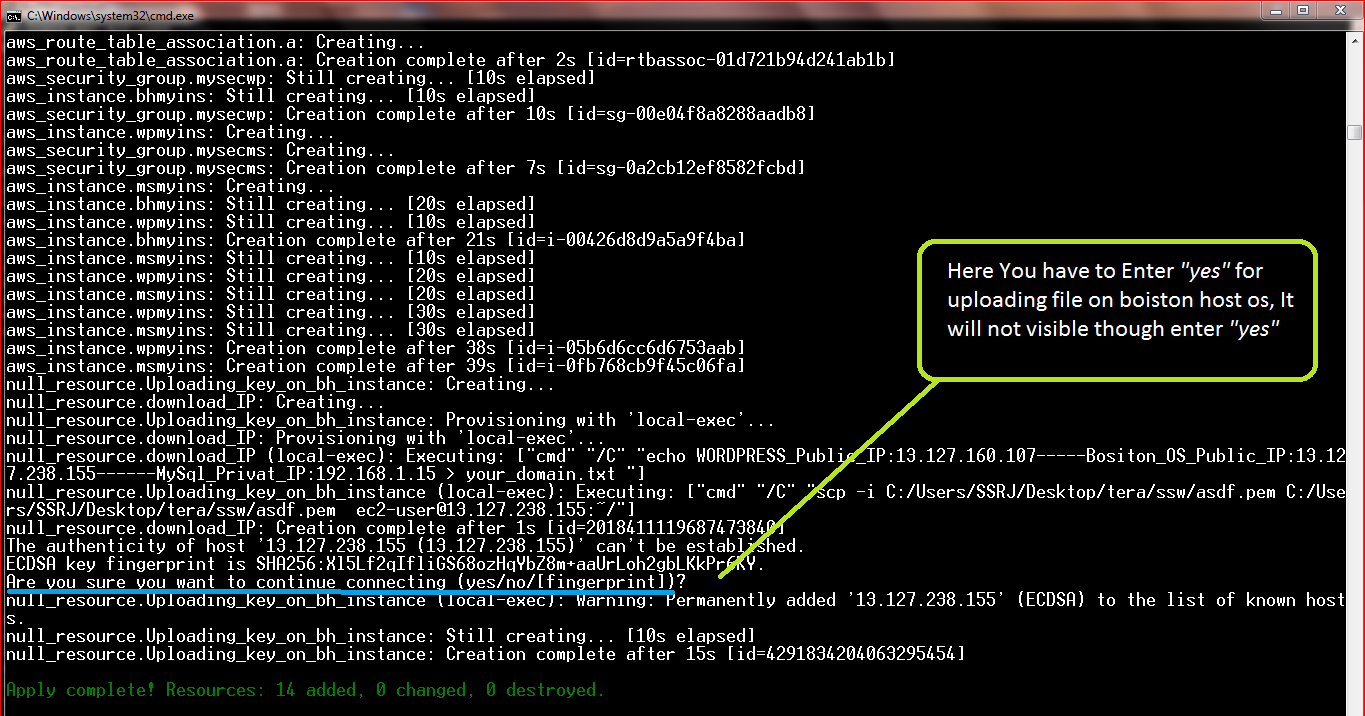 C:\Windows\system32\cmd.exe
aws_route_table_association.a: Creating...
aws_route_table_association.a: Creation complete after 2s [id=rtbassoc-01d721b94d241ab1b]
aws_security_group.mysecwp: Still creating... [10s elapsed]
aws_instance.bhmyins: Still creating... [10s elapsed]
aws_security_group.mysecwp: Creation complete after 10s [id=sg-00e04f8a8288aadb8]
aws_instance.wpmyins: Creating...
aws_security_group.mysecms: Creating...
aws_security_group.mysecms: Creation complete after 7s [id=sg-0a2cb12ef8582fcbd]
aws_instance.msmyins: Creating...
aws_instance.bhmyins: Still creating... [20s elapsed]
aws_instance.wpmyins: Still creating... [10s elapsed]
aws_instance.bhmyins: Creation complete after 21s [id=i-00426d8d9a5a9f4ba]
aws_instance.msmyins: Still creating... [10s elapsed]
aws_instance.wpmyins: Still creating... [20s elapsed]
aws_instance.msmyins: Still creating... [20s elapsed]
aws_instance.wpmyins: Still creating... [30s elapsed]
aws_instance.msmyins: Still creating... [30s elapsed]
aws_instance.wpmyins: Creation complete after 38s [id=i-05b6d6cc6d6753aab]
aws_instance.msmyins: Creation complete after 39s [id=i-0fb768cb9f45c06fa]
null_resource.Uploading_key_on_bh_instance: Creating...
null_resource.download_IP: Creating...
null_resource.Uploading_key_on_bh_instance: Provisioning with 'local-exec'...
null_resource.download_IP: Provisioning with 'local-exec'...
null_resource.download_IP (local-exec): Executing: ["cmd" "/C" "echo WORDPRESS_Public_IP:13.127.160.107-----Bositon_OS_Public_IP:13.12
7.238.155------MySql_Privat_IP:192.168.1.15 > your_domain.txt "]
null_resource.Uploading_key_on_bh_instance (local-exec): Executing: ["cmd" "/C" "scp -i C:/Users/SSRJ/Desktop/tera/ssw/asdf.pem C:/Use
rs/SSRJ/Desktop/tera/ssw/asdf.pem  ec2-user@13.127.238.155:~/"]
null_resource.download_IP: Creation complete after 1s [id=2018411119687473840]
The authenticity of host '13.127.238.155 (13.127.238.155)' can't be established.
ECDSA key fingerprint is SHA256:Xl5Lf2qIfliGS68ozHqYbZ8m+aaUrLoh2gbLKkPr6KY.
Are you sure you want to continue connecting (yes/no/[fingerprint])?
null_resource.Uploading_key_on_bh_instance (local-exec): Warning: Permanently added '13.127.238.155' (ECDSA) to the list of known host
s.
null_resource.Uploading_key_on_bh_instance: Still creating... [10s elapsed]
null_resource.Uploading_key_on_bh_instance: Creation complete after 15s [id=4291834204063295454]
Apply complete! Resources: 14 added, 0 changed, 0 destroyed.
Here You have to Enter "yes" for
uploading file on boiston host os, It
will not visible though enter "yes"